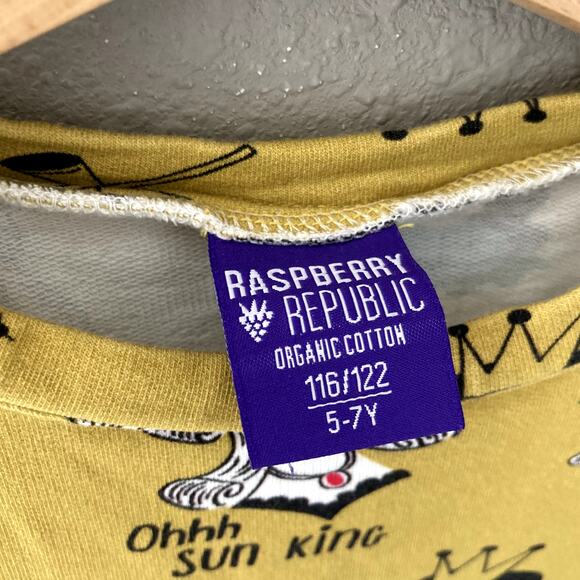 RASPBERRY
REPUBLIC
ORGANIC COTTON
116/122
5-7Y
Ohhh
SUN KING